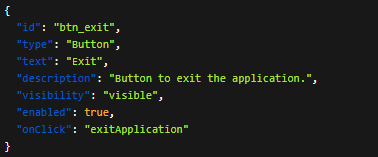 {
  "id": "btn_exit",
  "type": "Button",
  "text": "Exit",
  "description": "Button to exit the application.",
  "visibility": "visible",
  "enabled": true,
  "onClick": "exitApplication"
}